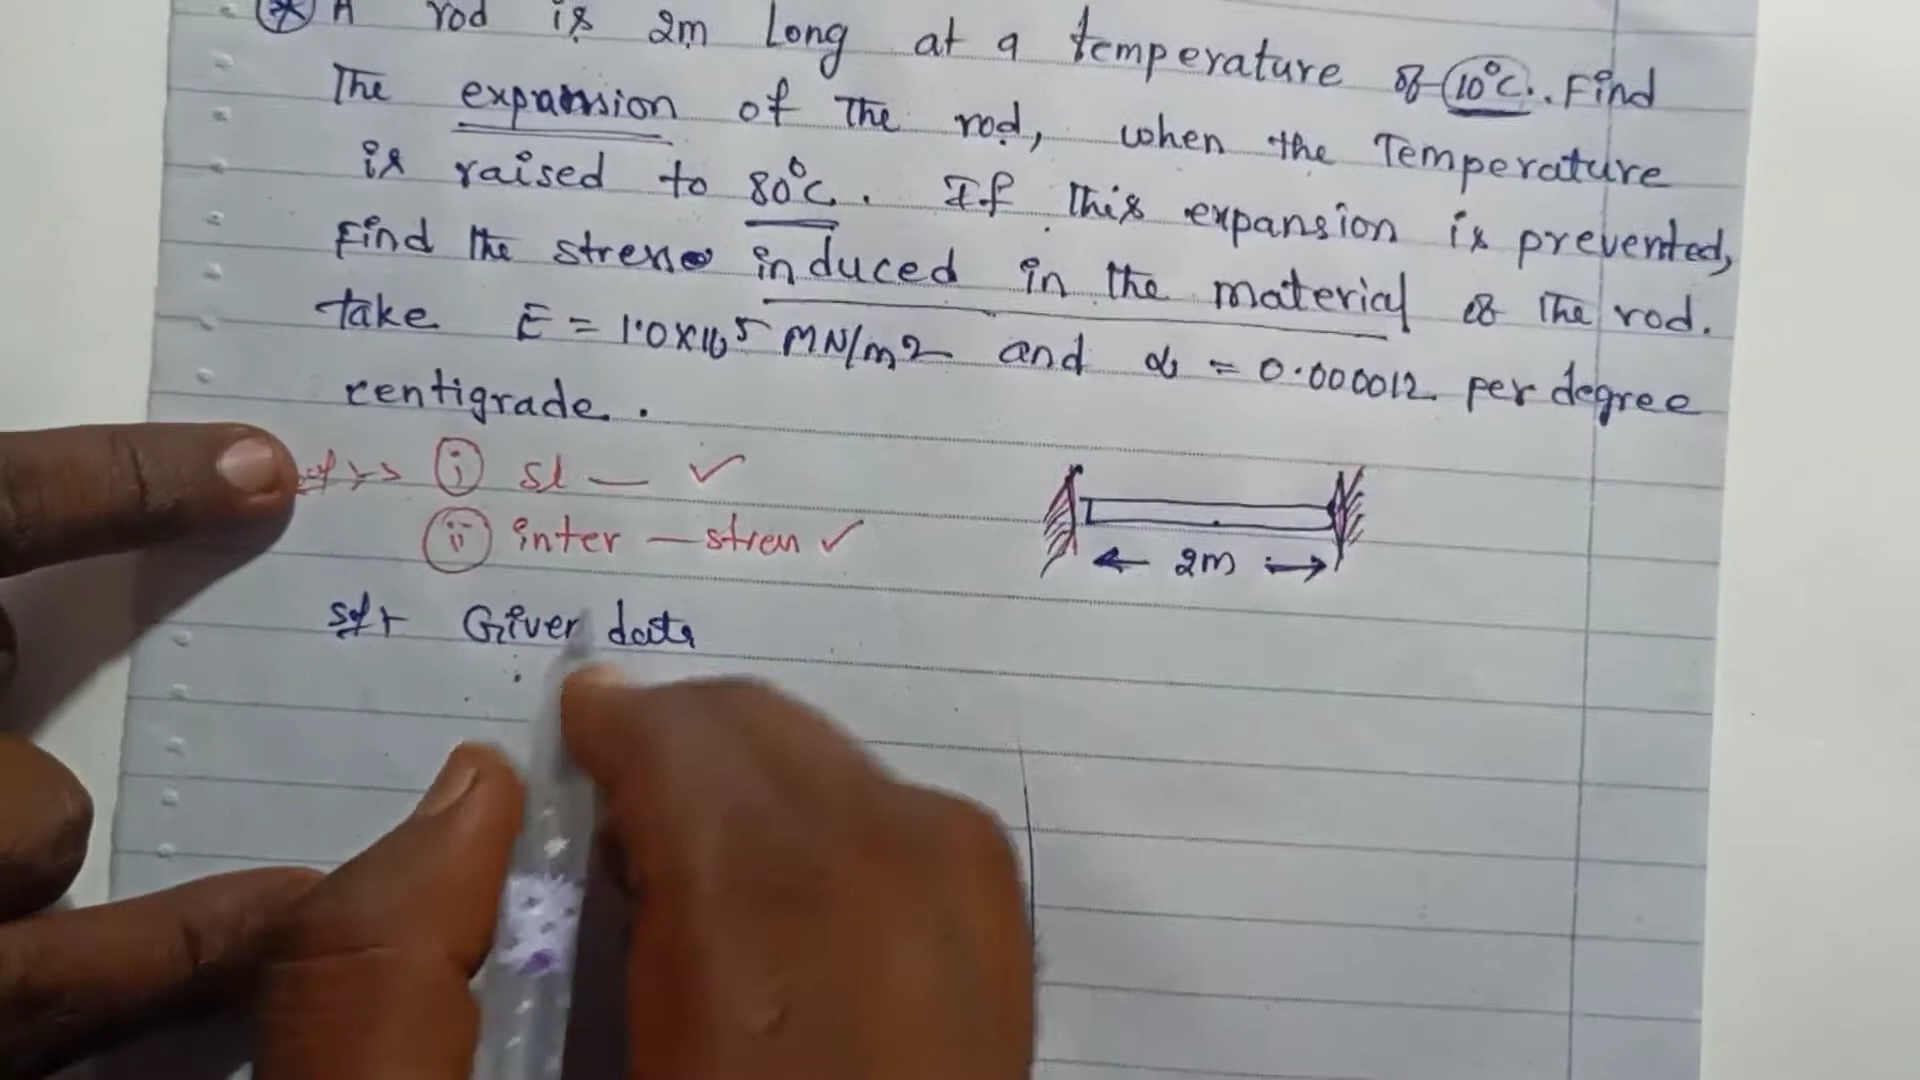 A rod is 2m long at a temperature of 10°C. Find
The expansion of The rod, when the Temperature
is raised to 80°C. If This expansion is prevented,
Find the stress induced in the material of The rod.
take E = 1.0×10⁵ MN/m2 and α = 0.000012 per degree
centigrade.
(i) δl — ✓
(ii) inter — stress ✓
← 2m →
Sol Given data